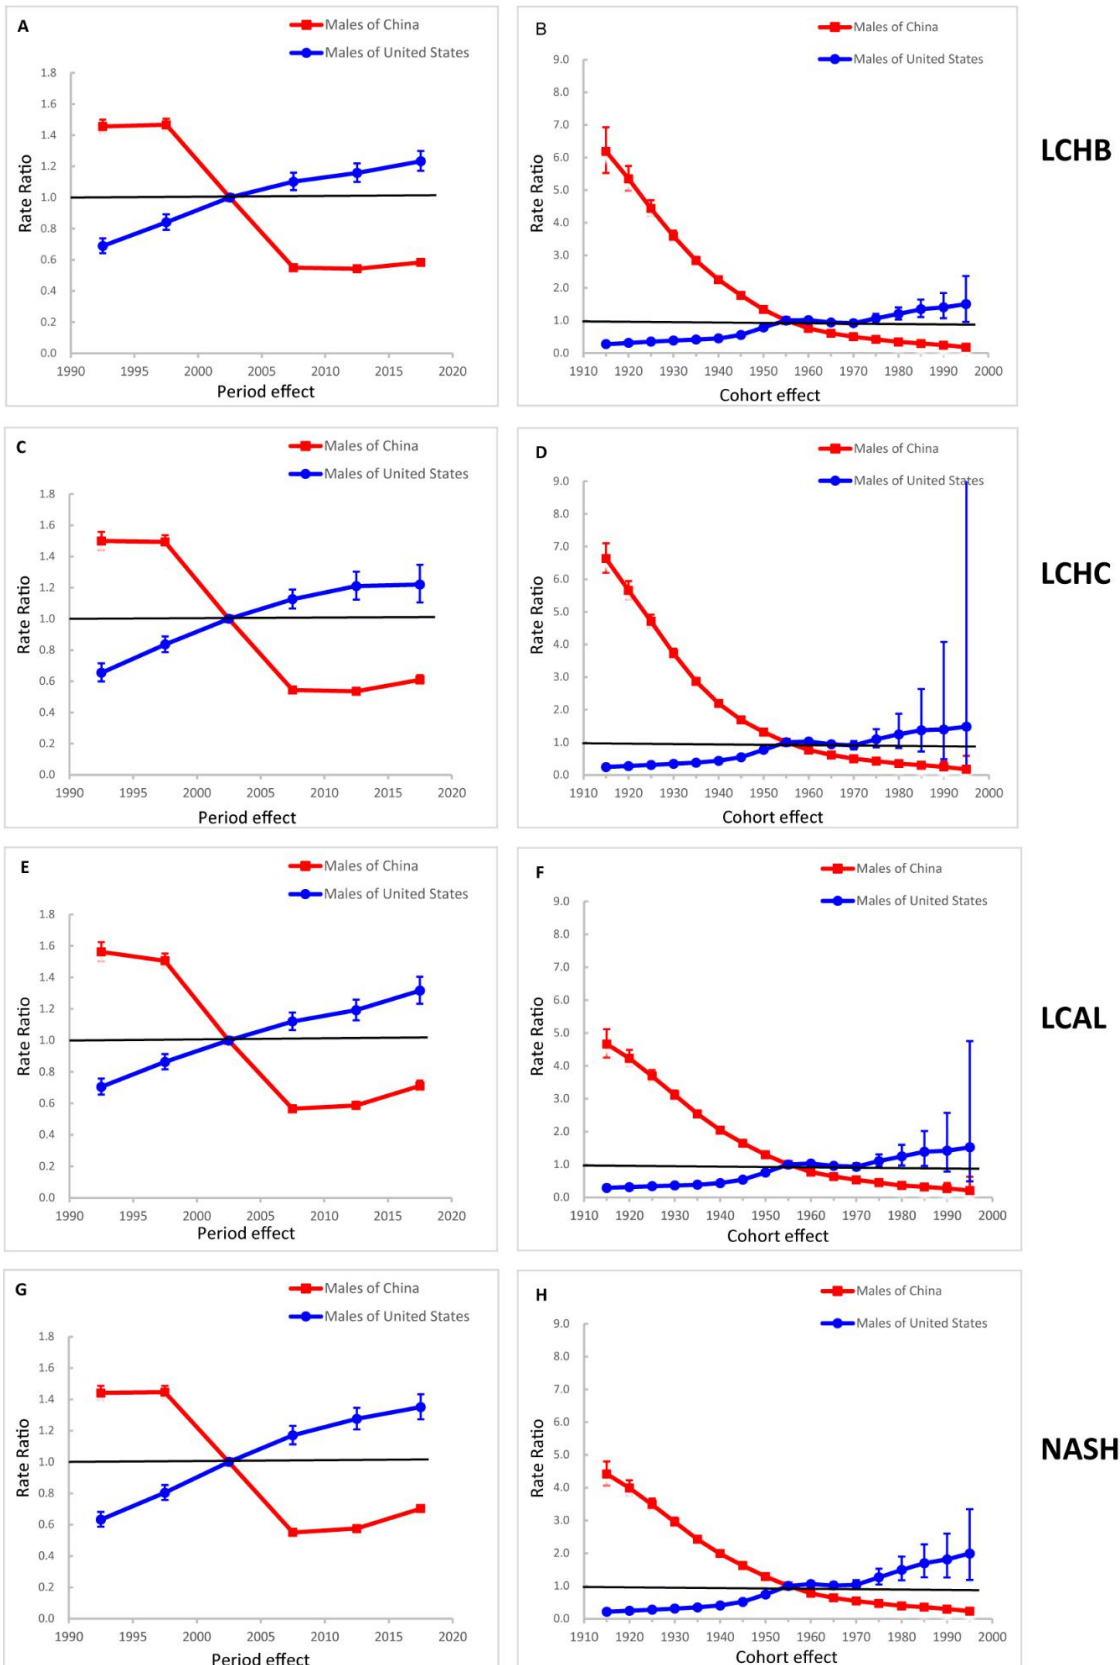 A
Males of China
Males of United States
1.8
1.6
1.4
1.2
1.0
0.8
0.6
0.4
0.2
0.0
Rate Ratio
1990 1995 2000 2005 2010 2015 2020
Period effect
B
Males of China
Males of United States
9.0
8.0
7.0
6.0
5.0
4.0
3.0
2.0
1.0
0.0
Rate Ratio
1910 1920 1930 1940 1950 1960 1970 1980 1990 2000
Cohort effect
LCHB
C
Males of China
Males of United States
1.8
1.6
1.4
1.2
1.0
0.8
0.6
0.4
0.2
0.0
Rate Ratio
1990 1995 2000 2005 2010 2015 2020
Period effect
D
Males of China
Males of United States
9.0
8.0
7.0
6.0
5.0
4.0
3.0
2.0
1.0
0.0
Rate Ratio
1910 1920 1930 1940 1950 1960 1970 1980 1990 2000
Cohort effect
LCHC
E
Males of China
Males of United States
1.8
1.6
1.4
1.2
1.0
0.8
0.6
0.4
0.2
0.0
Rate Ratio
1990 1995 2000 2005 2010 2015 2020
Period effect
F
Males of China
Males of United States
9.0
8.0
7.0
6.0
5.0
4.0
3.0
2.0
1.0
0.0
Rate Ratio
1910 1920 1930 1940 1950 1960 1970 1980 1990 2000
Cohort effect
LCAL
G
Males of China
Males of United States
1.8
1.6
1.4
1.2
1.0
0.8
0.6
0.4
0.2
0.0
Rate Ratio
1990 1995 2000 2005 2010 2015 2020
Period effect
H
Males of China
Males of United States
9.0
8.0
7.0
6.0
5.0
4.0
3.0
2.0
1.0
0.0
Rate Ratio
1910 1920 1930 1940 1950 1960 1970 1980 1990 2000
Cohort effect
NASH